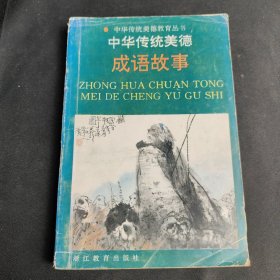 中华传统美德教育丛书
中华传统美德
成语故事
ZHONG HUA CHUAN TONG
MEI DE CHENG YU GU SHI
浙江教育出版社